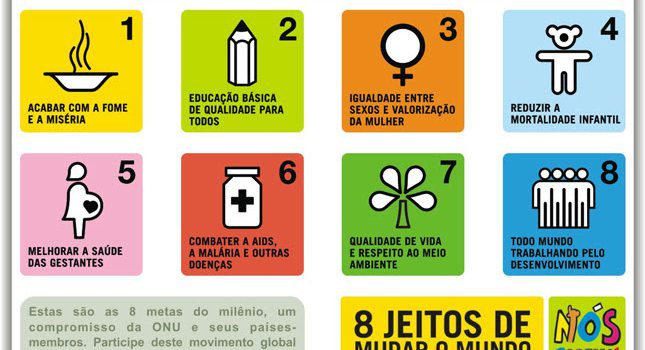 1
ACABAR COM A FOME
E A MISÉRIA
2
EDUCAÇÃO BÁSICA
DE QUALIDADE PARA
TODOS
3
IGUALDADE ENTRE
SEXOS E VALORIZAÇÃO
DA MULHER
4
REDUZIR A
MORTALIDADE INFANTIL
5
MELHORAR A SAÚDE
DAS GESTANTES
6
COMBATER A AIDS,
A MALÁRIA E OUTRAS
DOENÇAS
7
QUALIDADE DE VIDA
E RESPEITO AO MEIO
AMBIENTE
8
TODO MUNDO
TRABALHANDO PELO
DESENVOLVIMENTO
Estas são as 8 metas do milênio, um
compromisso da ONU e seus países-
membros. Participe deste movimento global
8 JEITOS DE
MUDAR O MUNDO
NÓS